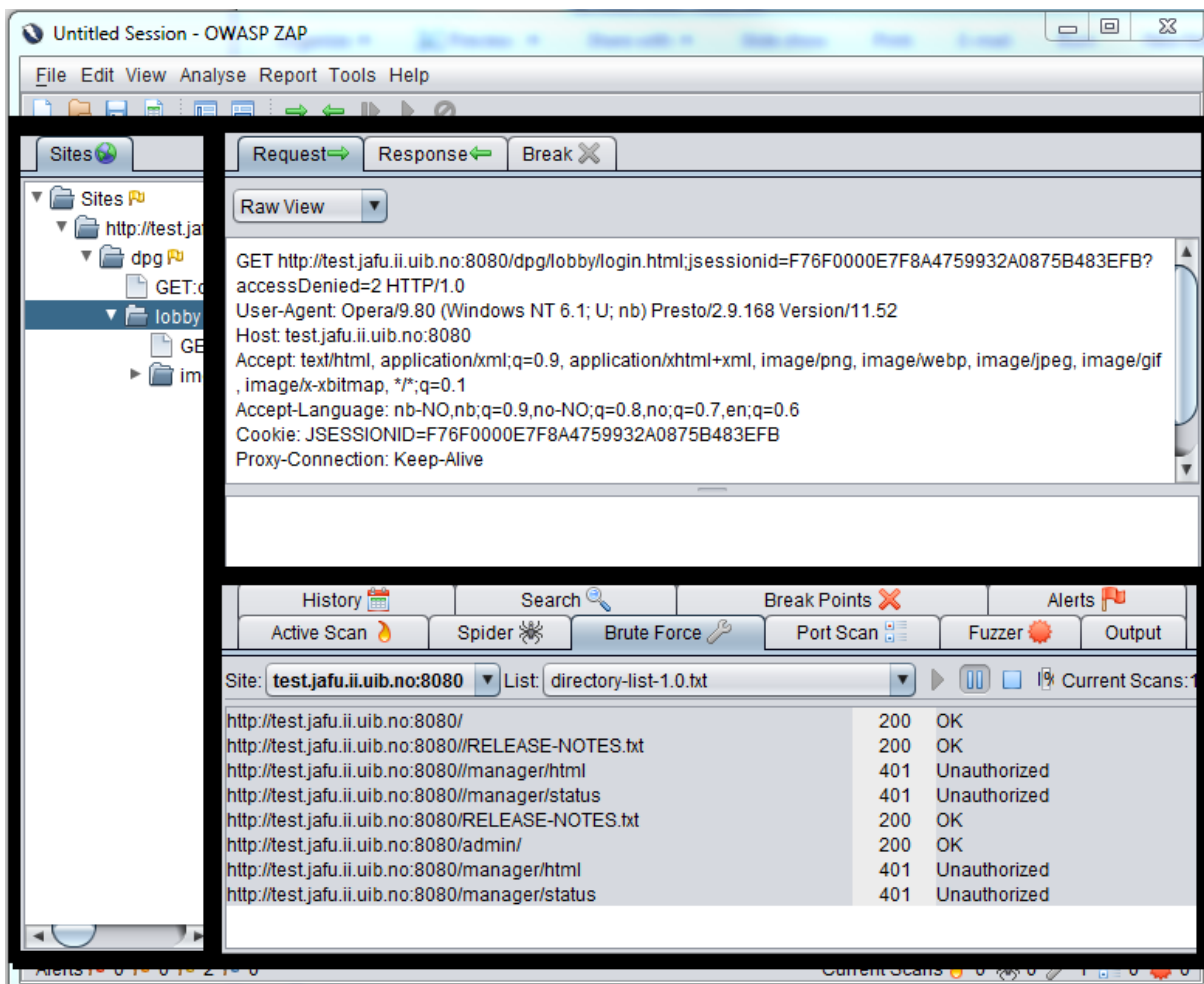 Untitled Session - OWASP ZAP
File Edit View Analyse Report Tools Help
Sites
Sites
http://test.ja
dpg
GET:
lobby
GE
im
Request Response Break
Raw View
GET http://test.jafu.ii.uib.no:8080/dpg/lobby/login.html;jsessionid=F76F0000E7F8A4759932A0875B483EFB?
accessDenied=2 HTTP/1.0
User-Agent: Opera/9.80 (Windows NT 6.1; U; nb) Presto/2.9.168 Version/11.52
Host: test.jafu.ii.uib.no:8080
Accept: text/html, application/xml;q=0.9, application/xhtml+xml, image/png, image/webp, image/jpeg, image/gif
, image/x-xbitmap, */*;q=0.1
Accept-Language: nb-NO,nb;q=0.9,no-NO;q=0.8,no;q=0.7,en;q=0.6
Cookie: JSESSIONID=F76F0000E7F8A4759932A0875B483EFB
Proxy-Connection: Keep-Alive
History Search Break Points Alerts
Active Scan Spider Brute Force Port Scan Fuzzer Output
Site: test.jafu.ii.uib.no:8080 List: directory-list-1.0.txt Current Scans:1
http://test.jafu.ii.uib.no:8080/ 200 OK
http://test.jafu.ii.uib.no:8080//RELEASE-NOTES.txt 200 OK
http://test.jafu.ii.uib.no:8080//manager/html 401 Unauthorized
http://test.jafu.ii.uib.no:8080//manager/status 401 Unauthorized
http://test.jafu.ii.uib.no:8080/RELEASE-NOTES.txt 200 OK
http://test.jafu.ii.uib.no:8080/admin/ 200 OK
http://test.jafu.ii.uib.no:8080/manager/html 401 Unauthorized
http://test.jafu.ii.uib.no:8080/manager/status 401 Unauthorized
Alerts 0 0 2 0 Current Scans 0 0 1 0 0